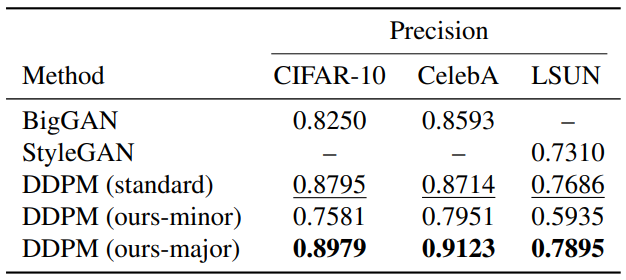 Precision
Method CIFAR-10 CelebA LSUN
BigGAN 0.8250 0.8593 –
StyleGAN – – 0.7310
DDPM (standard) 0.8795 0.8714 0.7686
DDPM (ours-minor) 0.7581 0.7951 0.5935
DDPM (ours-major) 0.8979 0.9123 0.7895